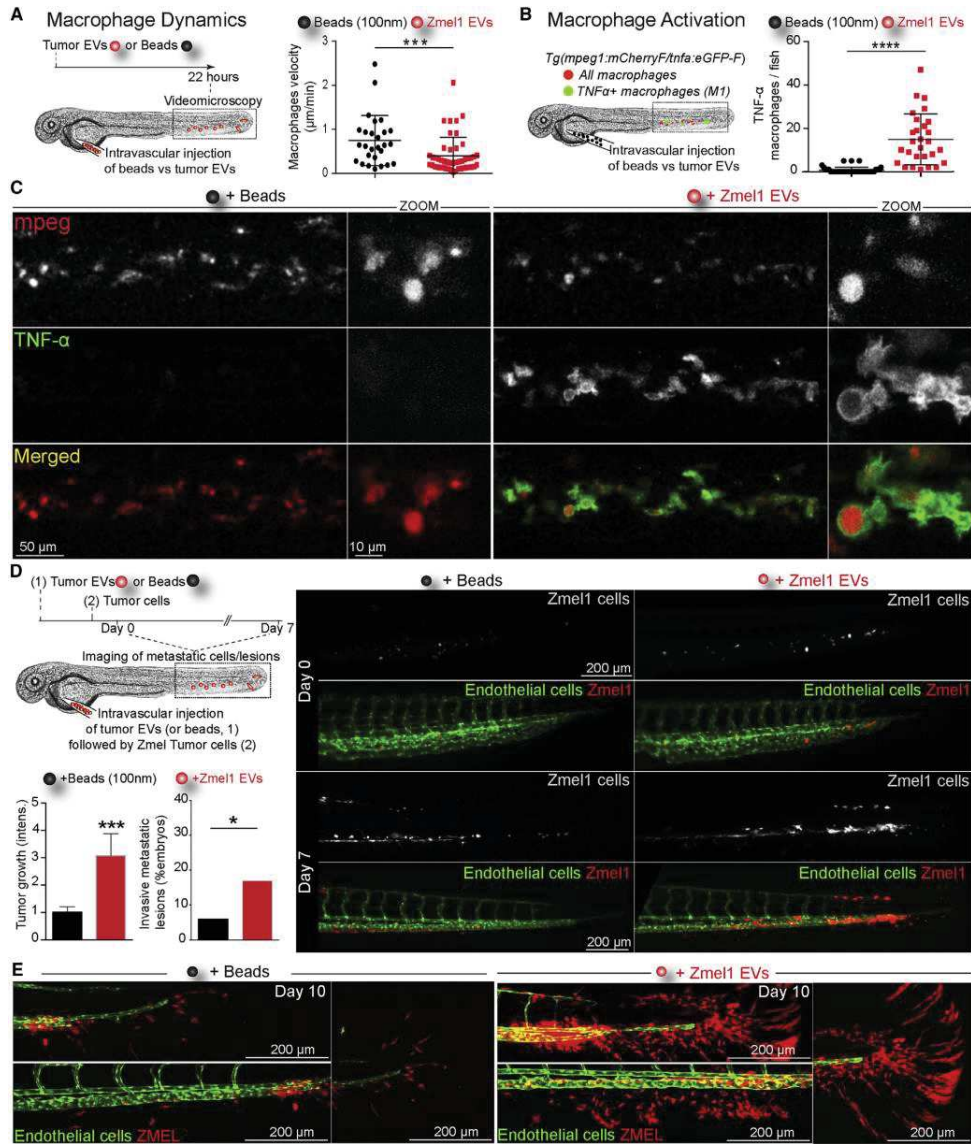 A
Macrophage Dynamics
Tumor EVs or Beads
22 hours
Videomicroscopy
Intravascular injection
of beads vs tumor EVs
Beads (100nm) Zmel1 EVs
***
Macrophages velocity
(µm/min)
3
2
1
0
B
Macrophage Activation
Tg(mpeg1:mCherryF/tnfa:eGFP-F)
All macrophages
TNFα+ macrophages (M1)
Intravascular injection
of beads vs tumor EVs
Beads (100nm) Zmel1 EVs
****
TNF-α
macrophages / fish
60
40
20
0
C
+ Beads
ZOOM
+ Zmel1 EVs
ZOOM
mpeg
TNF-α
Merged
50 µm
10 µm
D
(1) Tumor EVs or Beads
(2) Tumor cells
Day 0
Day 7
Imaging of metastatic cells/lesions
Intravascular injection
of tumor EVs (or beads, 1)
followed by Zmel Tumor cells (2)
+Beads (100nm) +Zmel1 EVs
Tumor growth (intens.)
5
4
3
2
1
0
***
Invasive metastatic
lesions (%embryos)
40
30
20
10
0
*
+ Beads
+ Zmel1 EVs
Day 0
Zmel1 cells
Zmel1 cells
200 µm
200 µm
Endothelial cells Zmel1
Endothelial cells Zmel1
Day 7
Zmel1 cells
Zmel1 cells
Endothelial cells Zmel1
Endothelial cells Zmel1
200 µm
200 µm
E
+ Beads
+ Zmel1 EVs
Day 10
200 µm
Day 10
200 µm
Endothelial cells ZMEL
200 µm
200 µm
Endothelial cells ZMEL
200 µm
200 µm